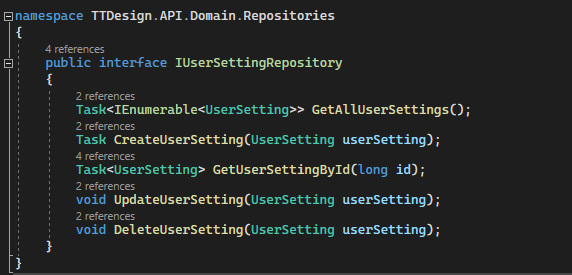 namespace TTDesign.API.Domain.Repositories
{
4 references
public interface IUserSettingRepository
{
2 references
Task<IEnumerable<UserSetting>> GetAllUserSettings();
2 references
Task CreateUserSetting(UserSetting userSetting);
4 references
Task<UserSetting> GetUserSettingById(long id);
2 references
void UpdateUserSetting(UserSetting userSetting);
2 references
void DeleteUserSetting(UserSetting userSetting);
}
}